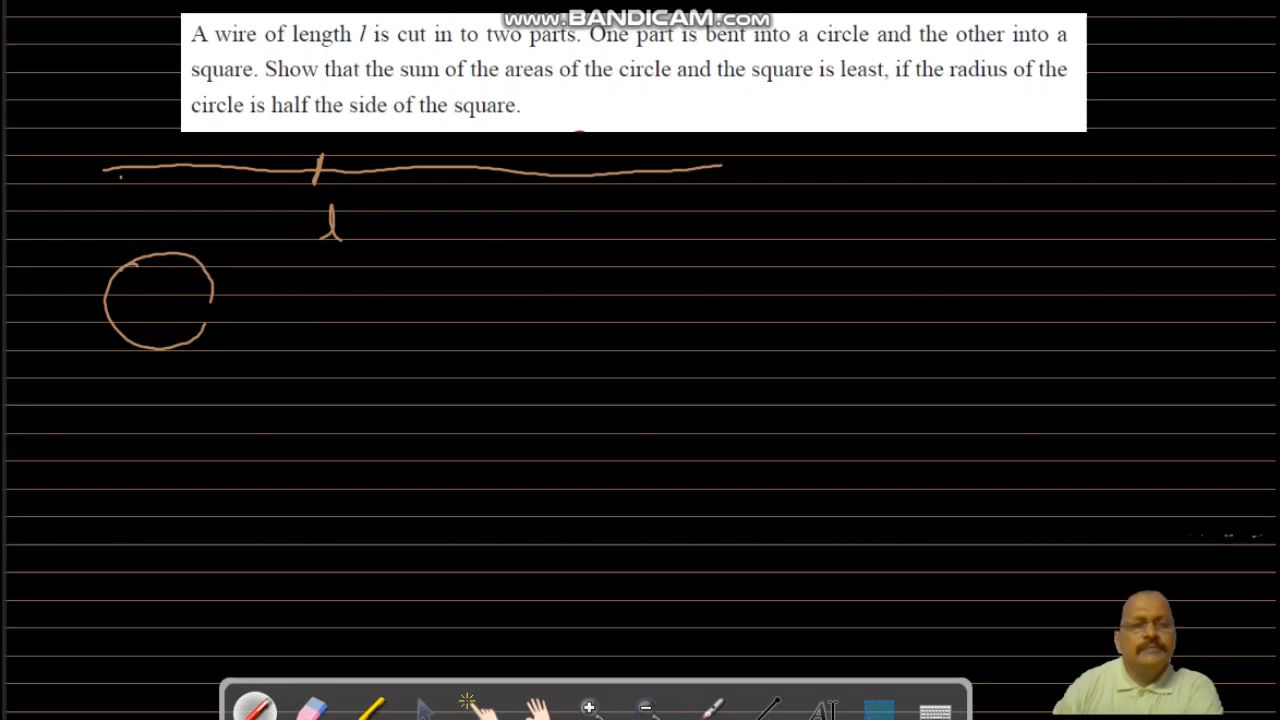 www.BANDICAM.com
A wire of length l is cut in to two parts. One part is bent into a circle and the other into a
square. Show that the sum of the areas of the circle and the square is least, if the radius of the
circle is half the side of the square.
l
AI